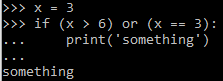 >>> x = 3
>>> if (x > 6) or (x == 3):
...     print('something')
...
something